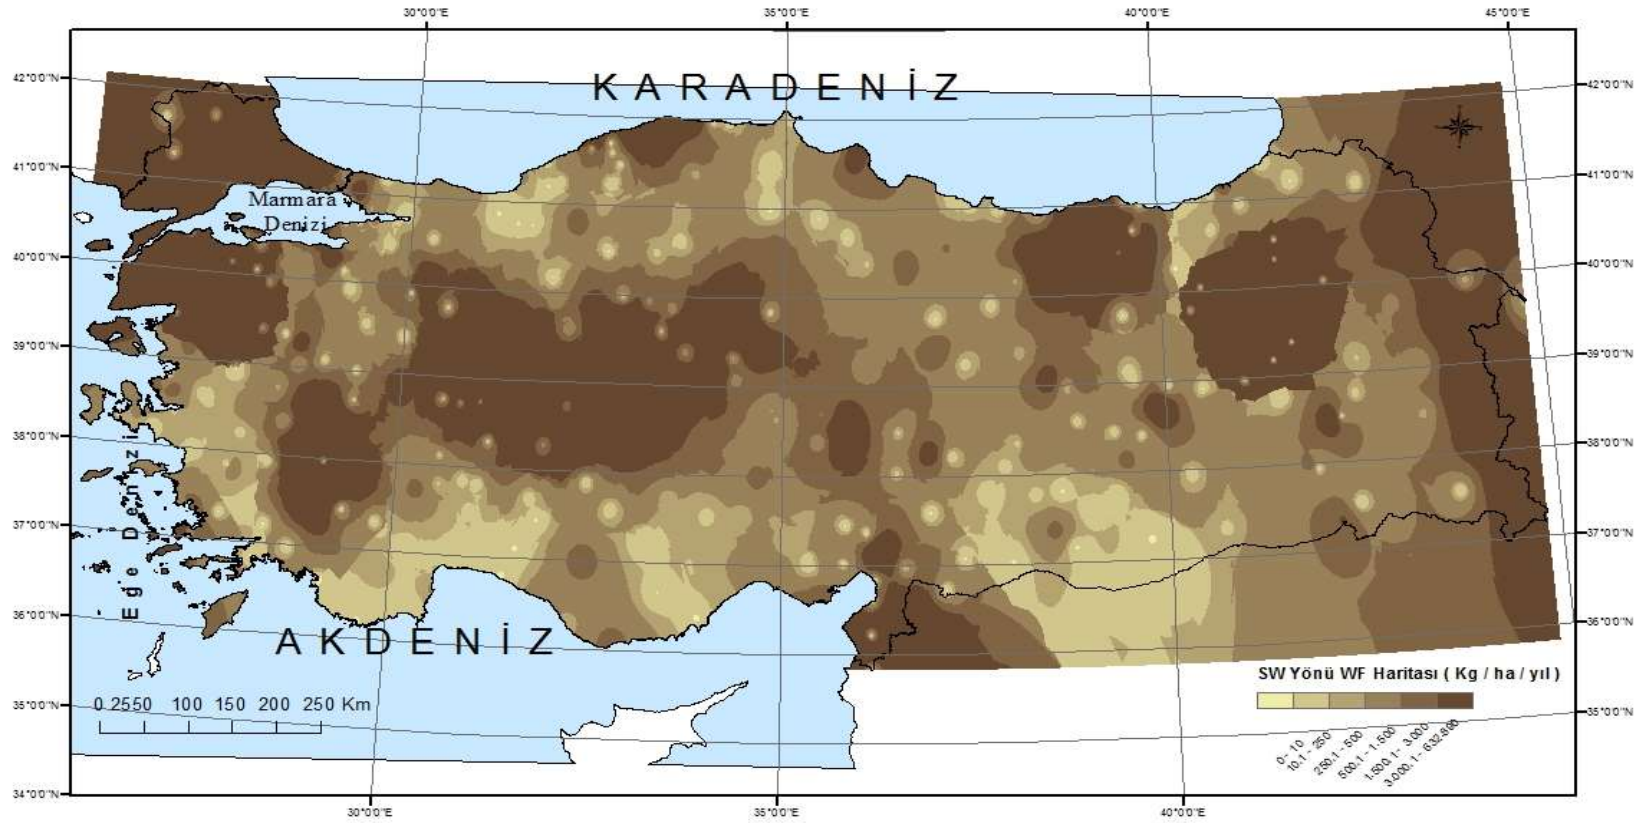 30°0'0"E 35°0'0"E 40°0'0"E 45°0'0"E
42°0'0"N 42°0'0"N
KARADENİZ
41°0'0"N 41°0'0"N
Marmara
Denizi
40°0'0"N 40°0'0"N
39°0'0"N 39°0'0"N
38°0'0"N 38°0'0"N
Ege Denizi
37°0'0"N 37°0'0"N
36°0'0"N 36°0'0"N
AKDENİZ
SW Yönü WF Haritası ( Kg / ha / yıl )
0 - 10
10,1 - 250
250,1 - 500
500,1 - 1.500
1.500,1 - 3.000
3.000,1 - 632.890
0 2550 100 150 200 250 Km
35°0'0"N 35°0'0"N
34°0'0"N
30°0'0"E 35°0'0"E 40°0'0"E